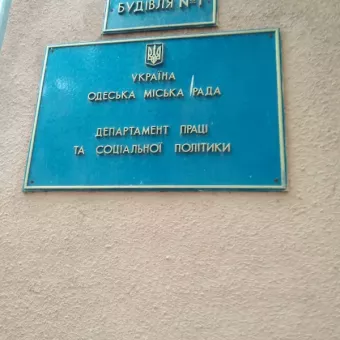 БУДІВЛЯ №1
УКРАЇНА
ОДЕСЬКА МІСЬКА РАДА
ДЕПАРТАМЕНТ ПРАЦІ
ТА СОЦІАЛЬНОЇ ПОЛІТИКИ